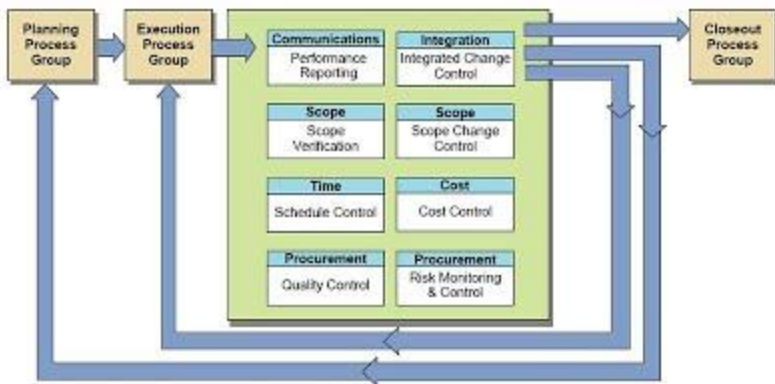 Planning
Process
Group
Execution
Process
Group
Communications
Performance
Reporting
Integration
Integrated Change
Control
Closeout
Process
Group
Scope
Scope
Verification
Scope
Scope Change
Control
Time
Schedule Control
Cost
Cost Control
Procurement
Quality Control
Procurement
Risk Monitoring
& Control